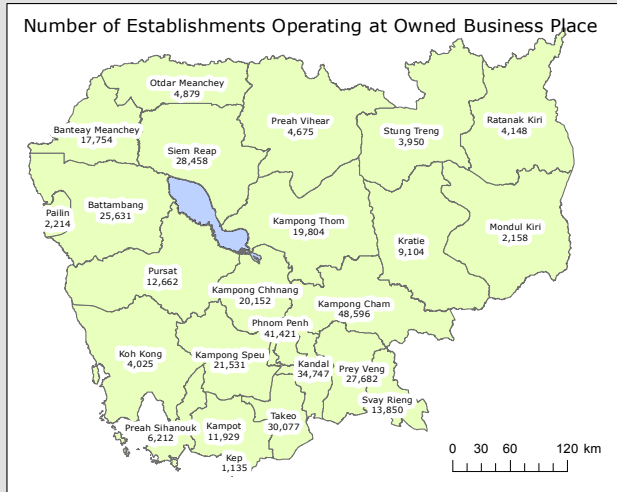 Number of Establishments Operating at Owned Business Place
Otdar Meanchey
4,879
Preah Vihear
4,675
Stung Treng
3,950
Ratanak Kiri
4,148
Banteay Meanchey
17,754
Siem Reap
28,458
Pailin
2,214
Battambang
25,631
Kampong Thom
19,804
Kratie
9,104
Mondul Kiri
2,158
Pursat
12,662
Kampong Chhnang
20,152
Kampong Cham
48,596
Phnom Penh
41,421
Koh Kong
4,025
Kampong Speu
21,531
Kandal
34,747
Prey Veng
27,682
Svay Rieng
13,850
Preah Sihanouk
6,212
Kampot
11,929
Takeo
30,077
Kep
1,135
0 30 60 120 km